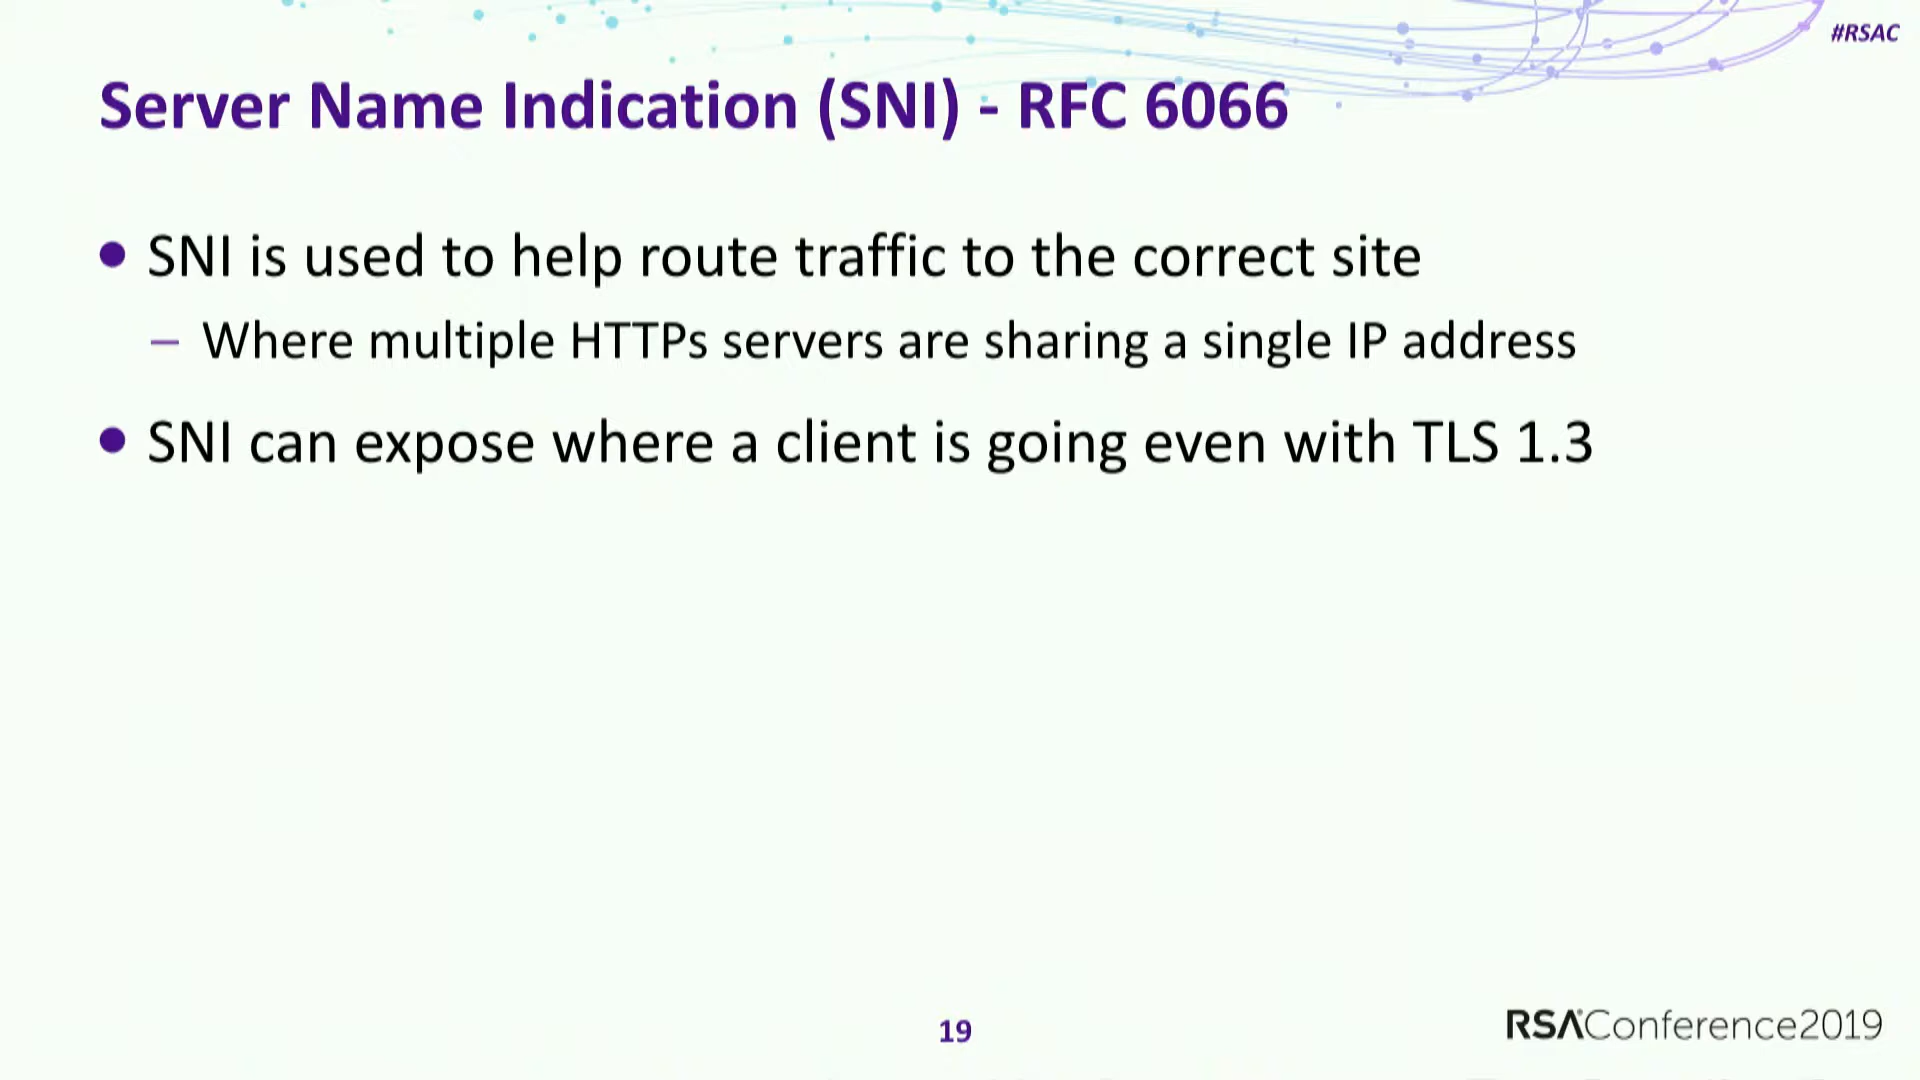 #RSAC
Server Name Indication (SNI) - RFC 6066
• SNI is used to help route traffic to the correct site
– Where multiple HTTPs servers are sharing a single IP address
• SNI can expose where a client is going even with TLS 1.3
19
RSAConference2019